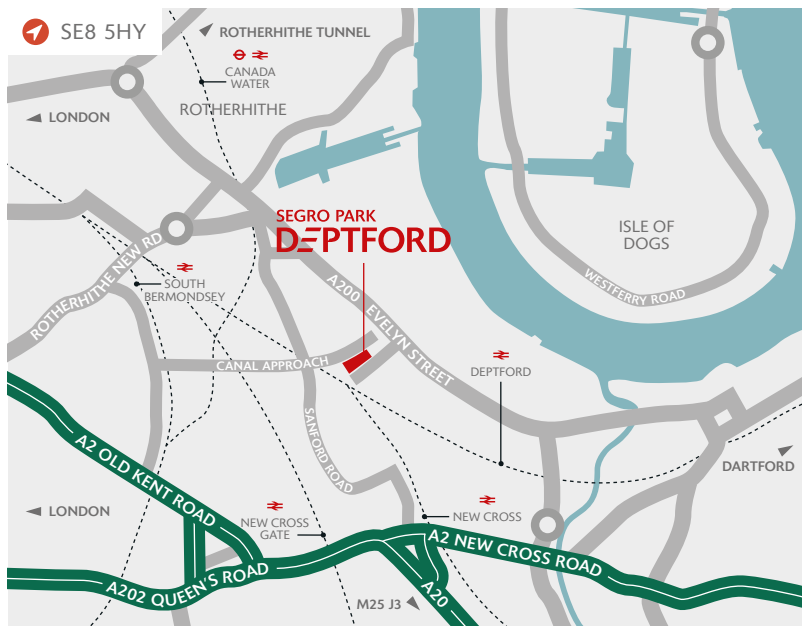 SE8 5HY
ROTHERHITHE TUNNEL
CANADA
WATER
ROTHERHITHE
LONDON
SEGRO PARK
DEPTFORD
ISLE OF
DOGS
ROTHERHITHE NEW RD
SOUTH
BERMONDSEY
WESTFERRY ROAD
A200 EVELYN STREET
CANAL APPROACH
DEPTFORD
SANFORD ROAD
A2 OLD KENT ROAD
DARTFORD
LONDON
NEW CROSS
GATE
NEW CROSS
A2 NEW CROSS ROAD
A202 QUEEN'S ROAD
A20
M25 J3